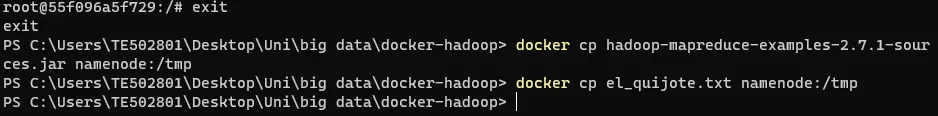 root@55f096a5f729:/# exit
exit
PS C:\Users\TE502801\Desktop\Uni\big data\docker-hadoop> docker cp hadoop-mapreduce-examples-2.7.1-sour
ces.jar namenode:/tmp
PS C:\Users\TE502801\Desktop\Uni\big data\docker-hadoop> docker cp el_quijote.txt namenode:/tmp
PS C:\Users\TE502801\Desktop\Uni\big data\docker-hadoop>